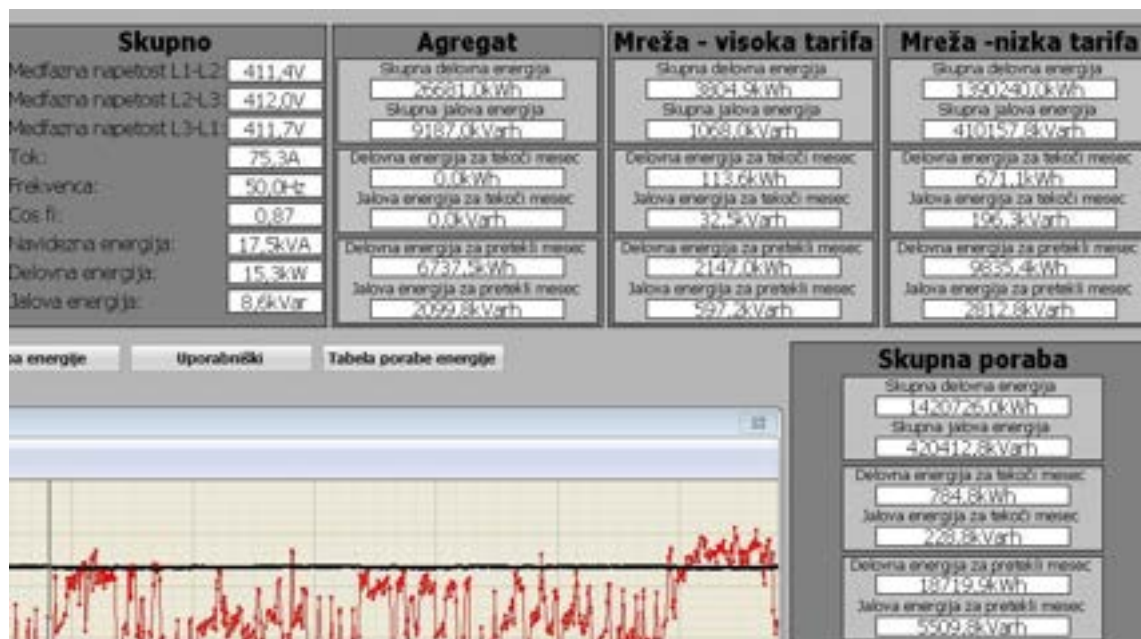 Skupno
Medfazna napetost L1-L2: 411,4V
Medfazna napetost L2-L3: 412,0V
Medfazna napetost L3-L1: 411,7V
Tok: 75,3A
Frekvenca: 50,0Hz
Cos fi: 0,87
Navidezna energija: 17,5kVA
Delovna energija: 15,3kW
Jalova energija: 8,6kVar
Agregat
Skupna delovna energija
26681,0kWh
Skupna jalova energija
9187,0kVarh
Delovna energija za tekoči mesec
0,0kWh
Jalova energija za tekoči mesec
0,0kVarh
Delovna energija za pretekli mesec
6737,5kWh
Jalova energija za pretekli mesec
2099,8kVarh
Mreža - visoka tarifa
Skupna delovna energija
3804,9kWh
Skupna jalova energija
1068,0kVarh
Delovna energija za tekoči mesec
113,6kWh
Jalova energija za tekoči mesec
32,5kVarh
Delovna energija za pretekli mesec
2147,0kWh
Jalova energija za pretekli mesec
597,2kVarh
Mreža -nizka tarifa
Skupna delovna energija
1390240,0kWh
Skupna jalova energija
410157,8kVarh
Delovna energija za tekoči mesec
671,1kWh
Jalova energija za tekoči mesec
196,3kVarh
Delovna energija za pretekli mesec
9835,4kWh
Jalova energija za pretekli mesec
2812,8kVarh
energije
Uporabniški
Tabela porabe energije
Skupna poraba
Skupna delovna energija
1420726,0kWh
Skupna jalova energija
420412,8kVarh
Delovna energija za tekoči mesec
784,8kWh
Jalova energija za tekoči mesec
228,8kVarh
Delovna energija za pretekli mesec
18719,9kWh
Jalova energija za pretekli mesec
5509,8kVarh